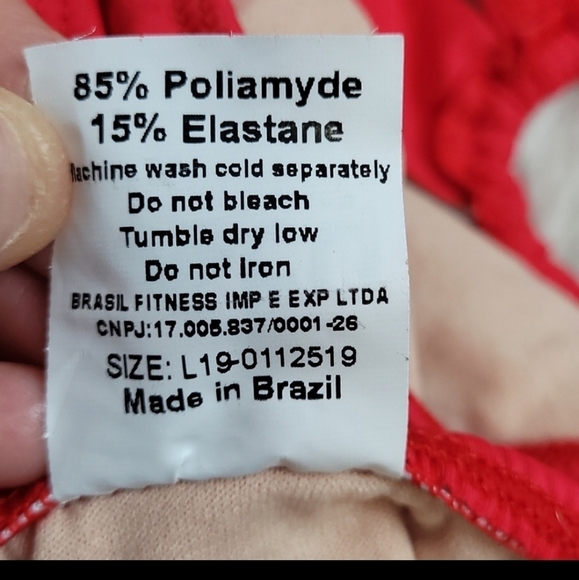 85% Poliamyde
15% Elastane
Machine wash cold separately
Do not bleach
Tumble dry low
Do not Iron
BRASIL FITNESS IMP E EXP LTDA
CNPJ:17.005.837/0001-26
SIZE: L19-0112519
Made in Brazil